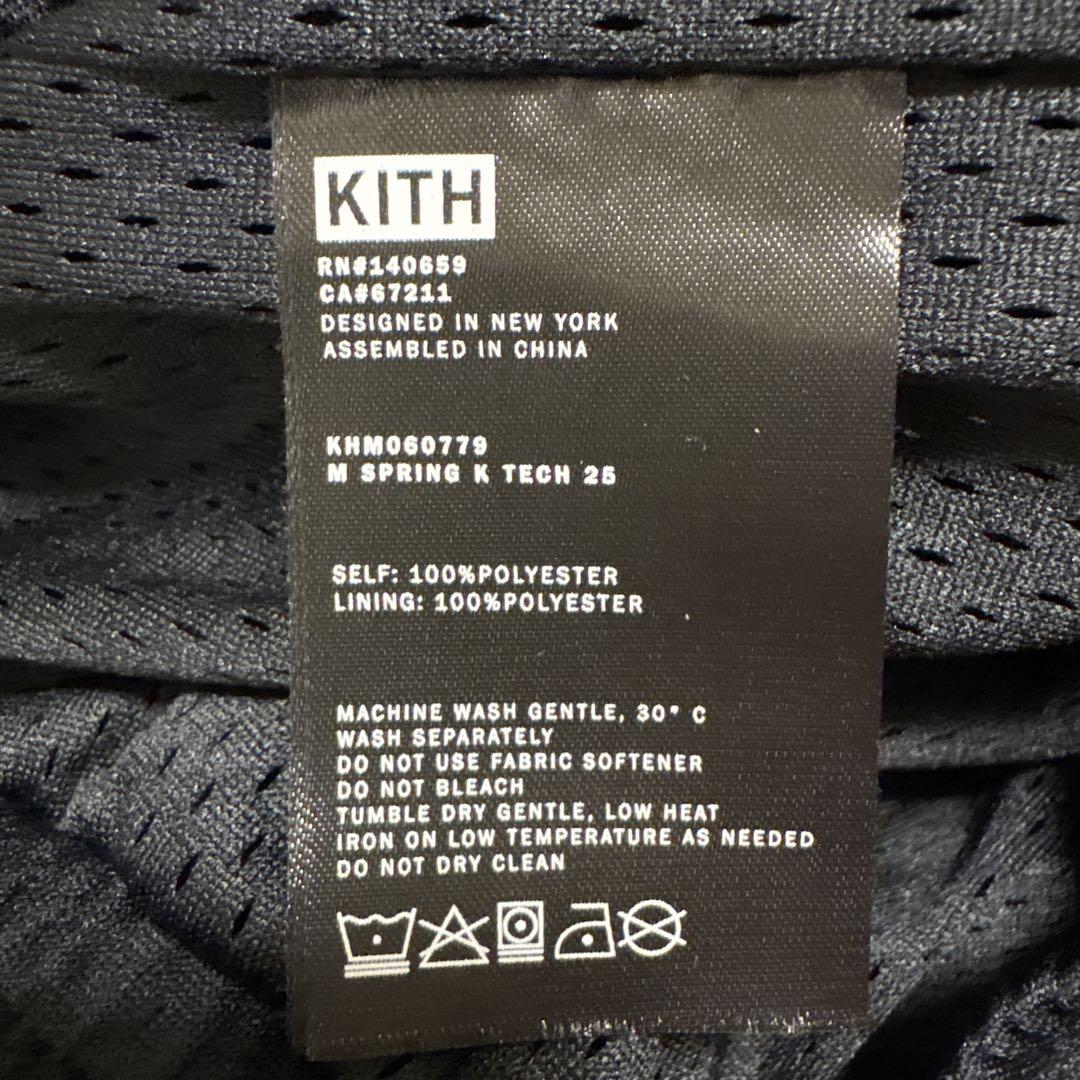 KITH
RN#140659
CA#67211
DESIGNED IN NEW YORK
ASSEMBLED IN CHINA
KHM060779
M SPRING K TECH 25
SELF: 100%POLYESTER
LINING: 100%POLYESTER
MACHINE WASH GENTLE, 30° C
WASH SEPARATELY
DO NOT USE FABRIC SOFTENER
DO NOT BLEACH
TUMBLE DRY GENTLE, LOW HEAT
IRON ON LOW TEMPERATURE AS NEEDED
DO NOT DRY CLEAN